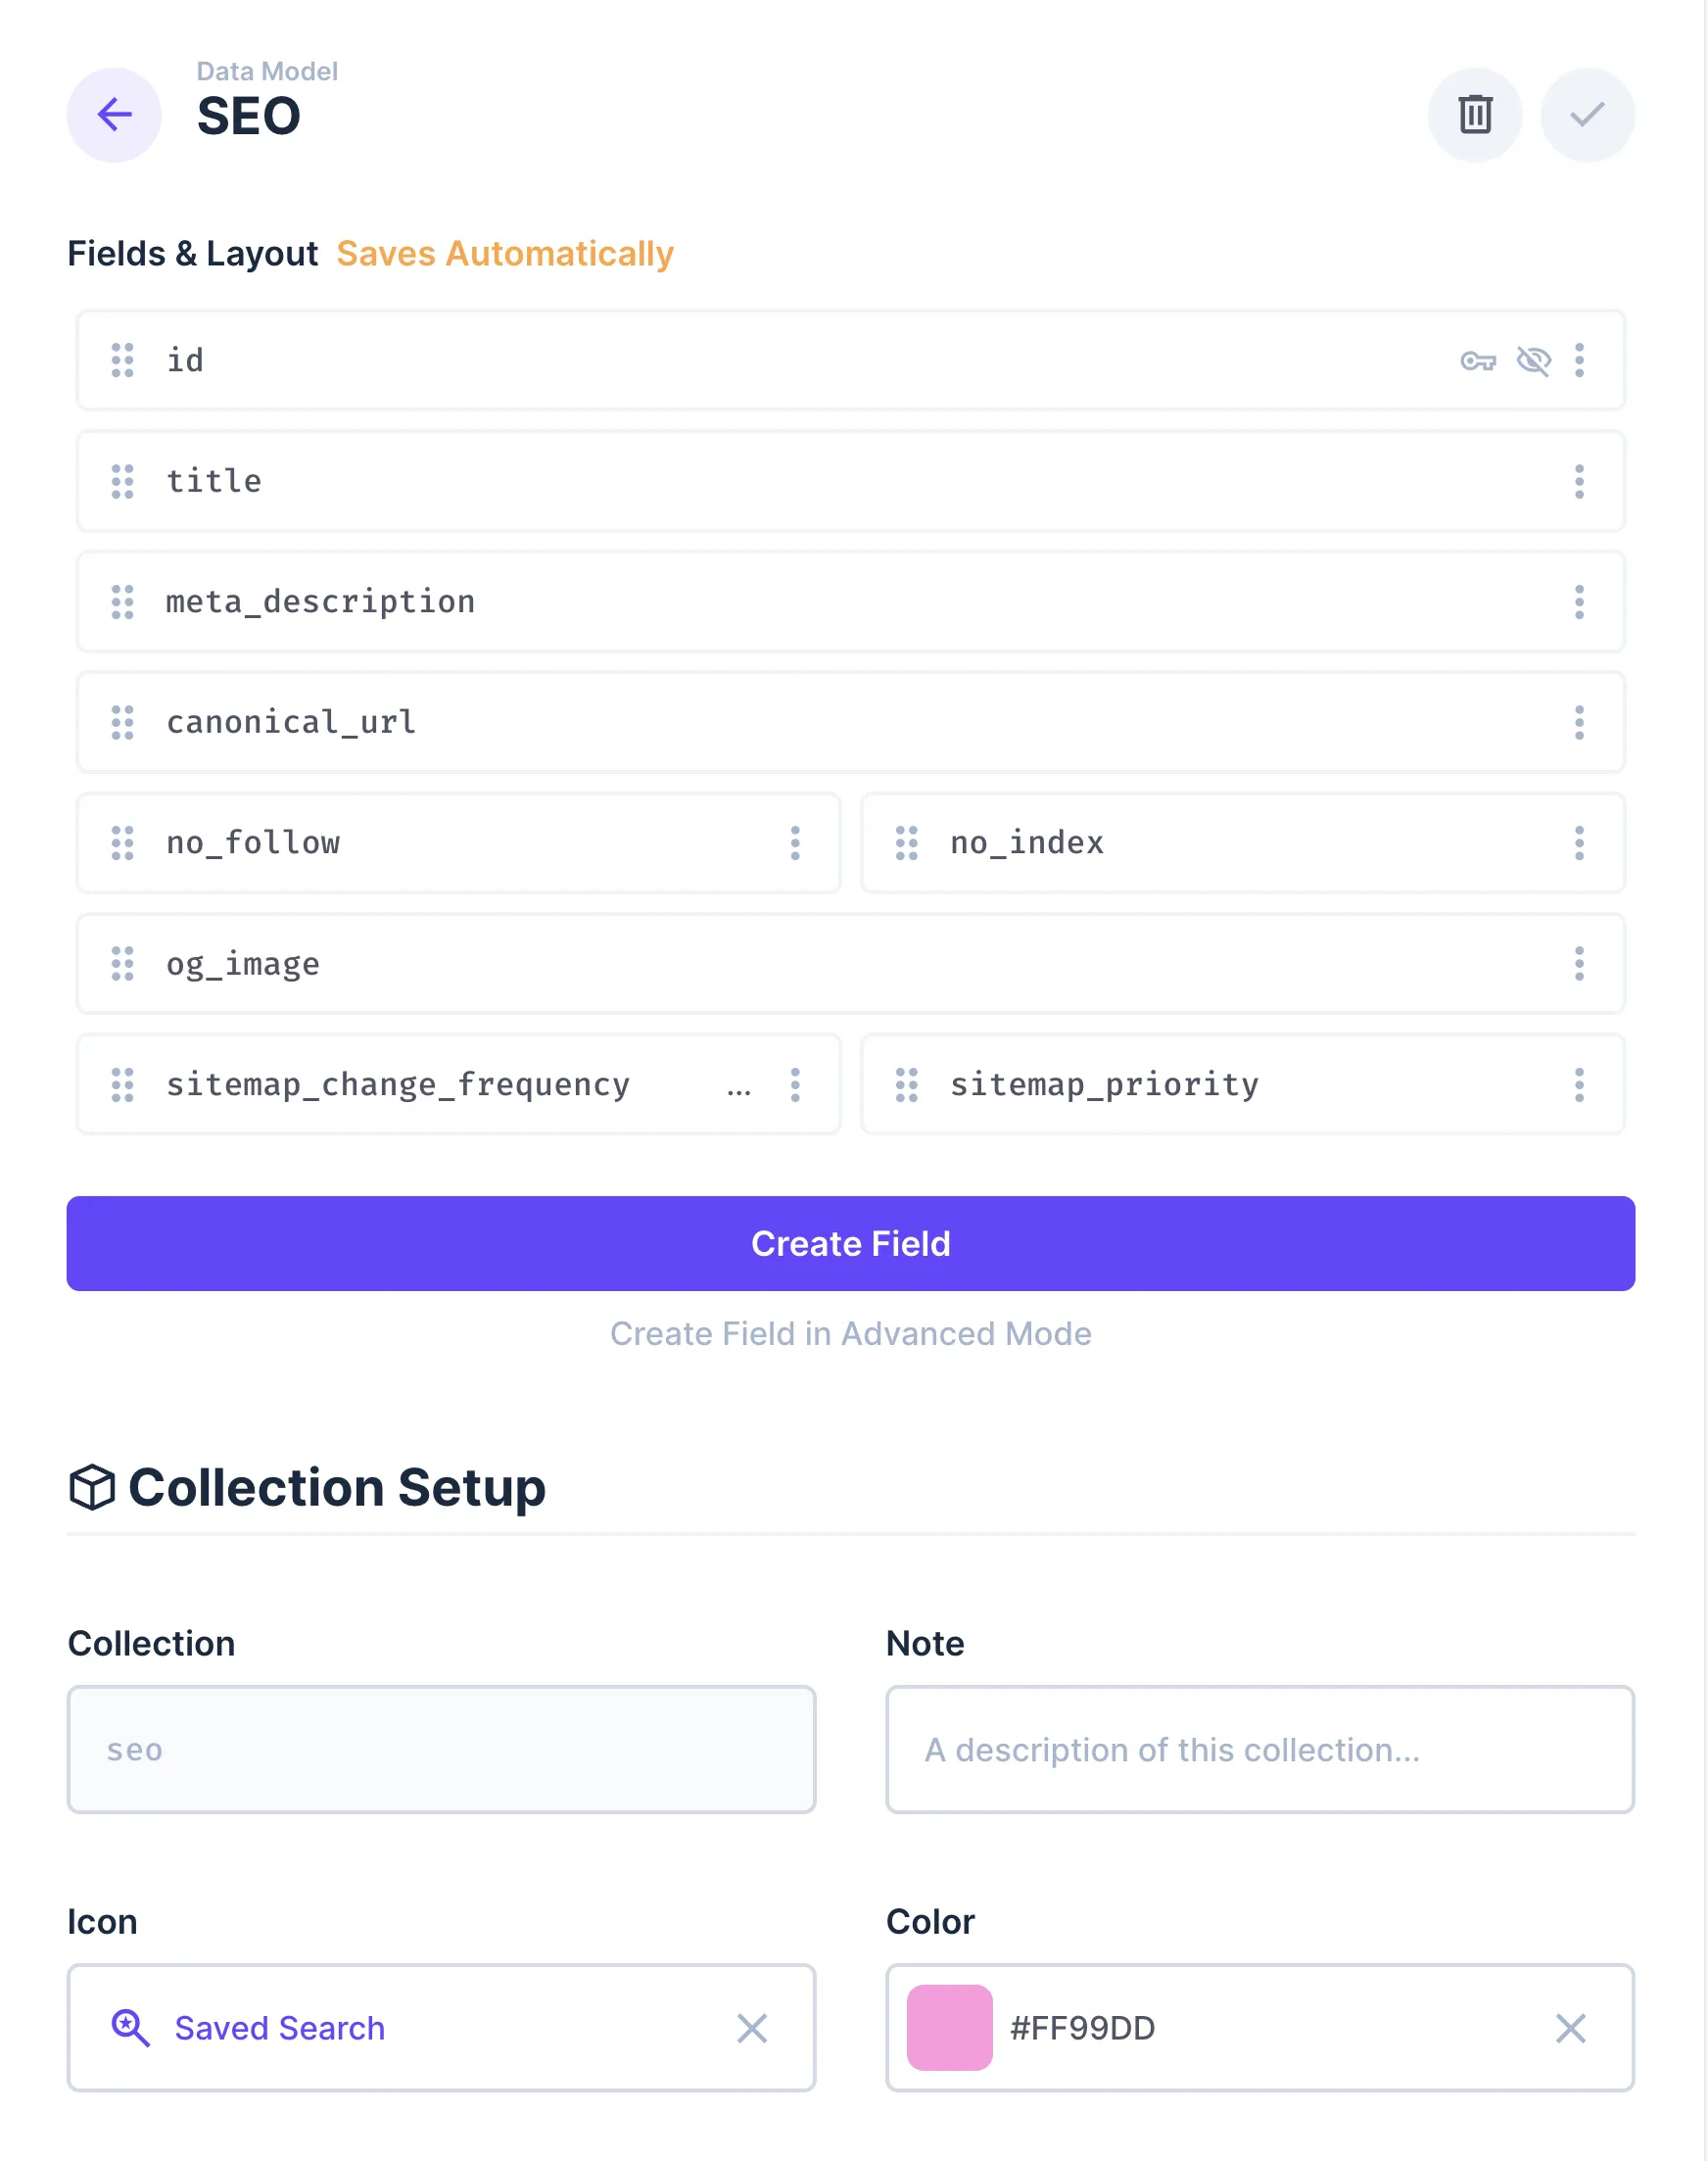 Data Model
SEO
Fields & Layout Saves Automatically
id
title
meta_description
canonical_url
no_follow
no_index
og_image
sitemap_change_frequency ...
sitemap_priority
Create Field
Create Field in Advanced Mode
Collection Setup
Collection
Note
seo
A description of this collection...
Icon
Color
Saved Search
#FF99DD